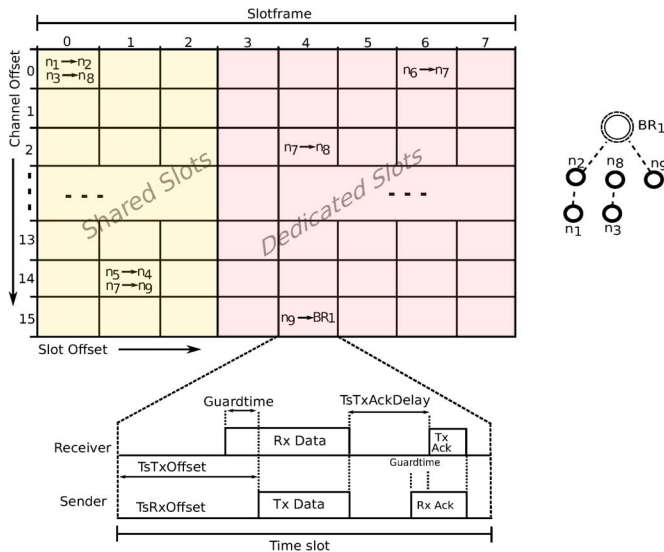 Slotframe
0 1 2 3 4 5 6 7
Channel Offset
0
n1→n2
n3→n8
n6→n7
1
2
n7→n8
Shared Slots
Dedicated Slots
13
14
n5→n4
n7→n9
15
n9→BR1
Slot Offset
BR1
n2 n8 n9
n1 n3
Guardtime
TsTxAckDelay
Receiver
Rx Data
Tx
Ack
TsTxOffset
Guardtime
Sender
TsRxOffset
Tx Data
Rx Ack
Time slot